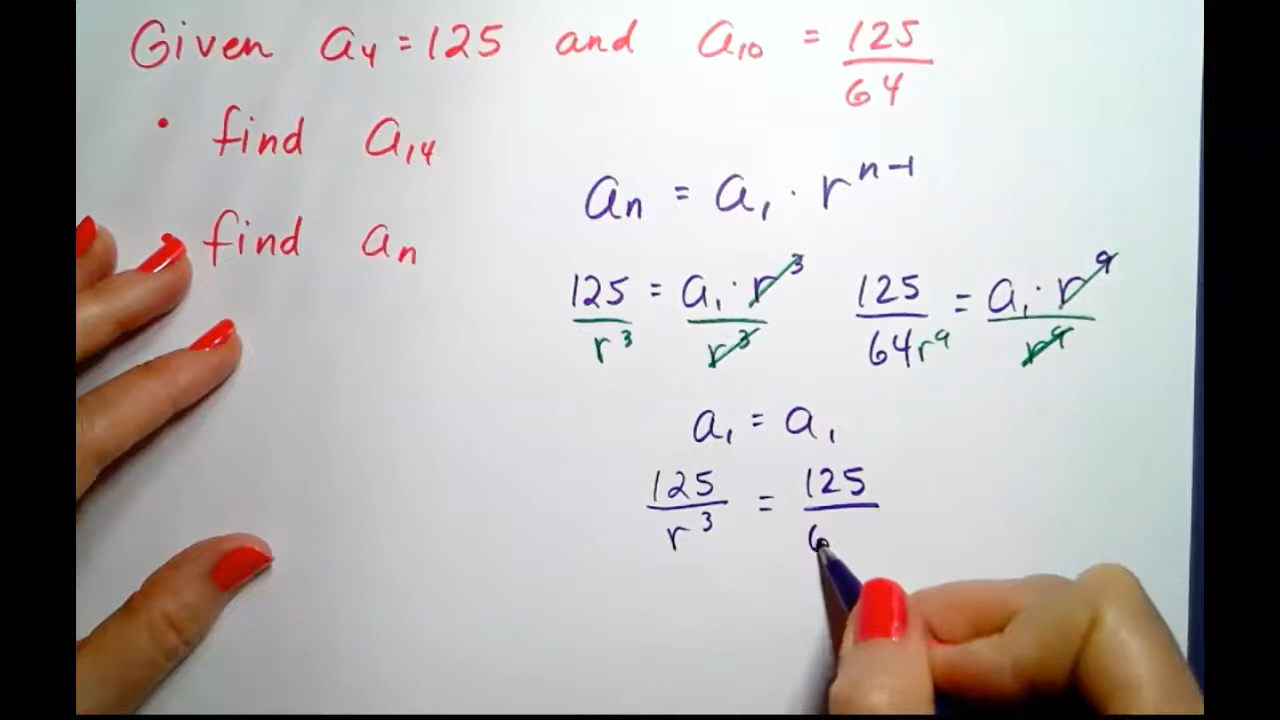 Given a₄ = 125 and a₁₀ = 125/64
• find a₁₄
• find aₙ
aₙ = a₁ · rⁿ⁻¹
125/r³ = a₁ · r³/r³
125/64r⁹ = a₁ · r⁹/r⁹
a₁ = a₁
125/r³ = 125/6